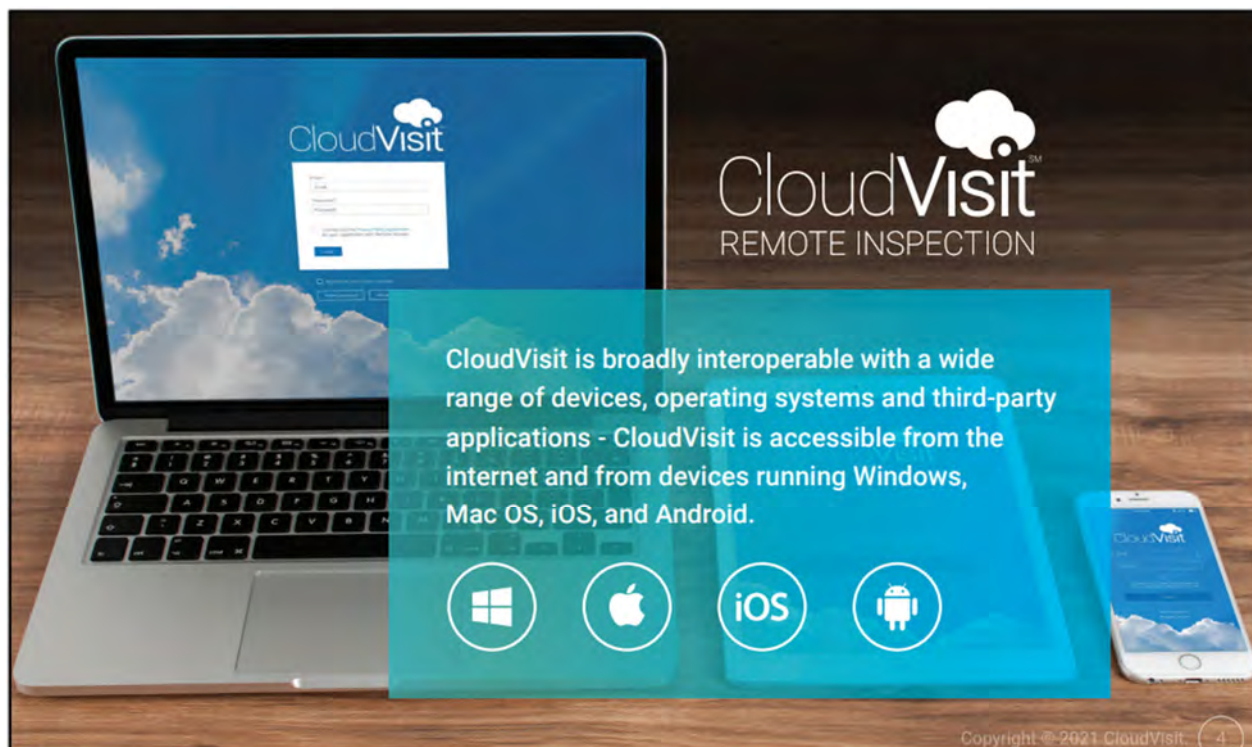 CloudVisit
CloudVisit SM
REMOTE INSPECTION
CloudVisit is broadly interoperable with a wide
range of devices, operating systems and third-party
applications - CloudVisit is accessible from the
internet and from devices running Windows,
Mac OS, iOS, and Android.
iOS
CloudVisit
Copyright © 2021 CloudVisit.
4